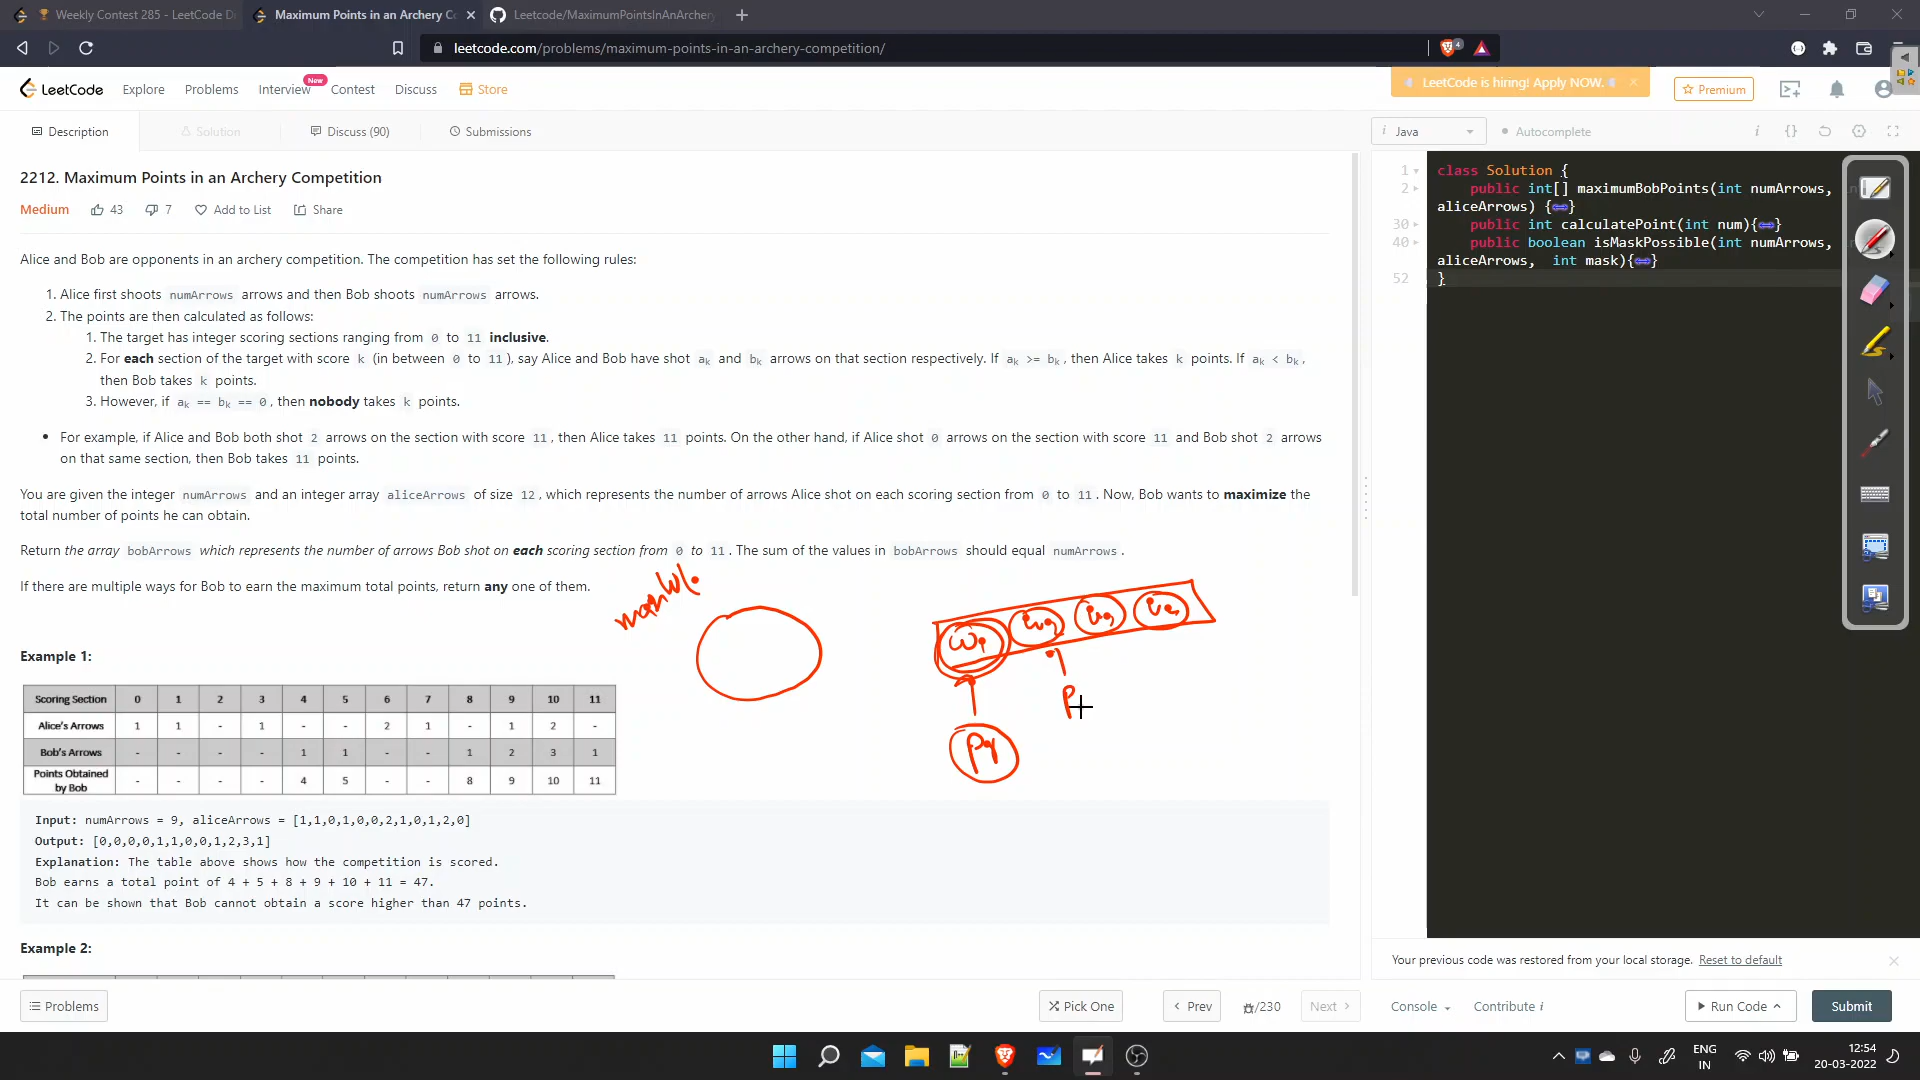 Weekly Contest 285 - LeetCode D
Maximum Points in an Archery Co
Leetcode/MaximumPointsInAnArchery
leetcode.com/problems/maximum-points-in-an-archery-competition/
4
LeetCode
Explore
Problems
Interview
New
Contest
Discuss
Store
LeetCode is hiring! Apply NOW.
Premium
Description
Solution
Discuss (90)
Submissions
i Java
Autocomplete
2212. Maximum Points in an Archery Competition
Medium
43
7
Add to List
Share
Alice and Bob are opponents in an archery competition. The competition has set the following rules:
1. Alice first shoots numArrows arrows and then Bob shoots numArrows arrows.
2. The points are then calculated as follows:
1. The target has integer scoring sections ranging from 0 to 11 inclusive.
2. For each section of the target with score k (in between 0 to 11), say Alice and Bob have shot ak and bk arrows on that section respectively. If ak >= bk, then Alice takes k points. If ak < bk,
then Bob takes k points.
3. However, if ak == bk == 0, then nobody takes k points.
• For example, if Alice and Bob both shot 2 arrows on the section with score 11, then Alice takes 11 points. On the other hand, if Alice shot 0 arrows on the section with score 11 and Bob shot 2 arrows
on that same section, then Bob takes 11 points.
You are given the integer numArrows and an integer array aliceArrows of size 12, which represents the number of arrows Alice shot on each scoring section from 0 to 11. Now, Bob wants to maximize the
total number of points he can obtain.
Return the array bobArrows which represents the number of arrows Bob shot on each scoring section from 0 to 11. The sum of the values in bobArrows should equal numArrows.
If there are multiple ways for Bob to earn the maximum total points, return any one of them.
Example 1:
Scoring Section 0 1 2 3 4 5 6 7 8 9 10 11
Alice's Arrows 1 1 - 1 - - 2 1 - 1 2 -
Bob's Arrows - - - - 1 1 - - 1 2 3 1
Points Obtained by Bob - - - - 4 5 - - 8 9 10 11
Input: numArrows = 9, aliceArrows = [1,1,0,1,0,0,2,1,0,1,2,0]
Output: [0,0,0,0,1,1,0,0,1,2,3,1]
Explanation: The table above shows how the competition is scored.
Bob earns a total point of 4 + 5 + 8 + 9 + 10 + 11 = 47.
It can be shown that Bob cannot obtain a score higher than 47 points.
Example 2:
1 class Solution {
2 public int[] maximumBobPoints(int numArrows, in
aliceArrows) {
}
30 public int calculatePoint(int num){
}
40 public boolean isMaskPossible(int numArrows,
aliceArrows, int mask){
}
52 }
Your previous code was restored from your local storage. Reset to default
Problems
Pick One
Prev
/230
Next
Console
Contribute i
Run Code
Submit
ENG
IN
12:54
20-03-2022